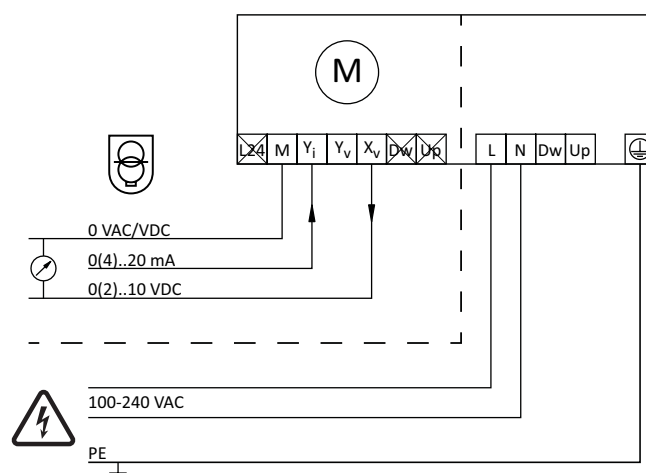 M
L24 M Yi Yv Xv Dw Up L N Dw Up
0 VAC/VDC
0(4)..20 mA
0(2)..10 VDC
100-240 VAC
PE